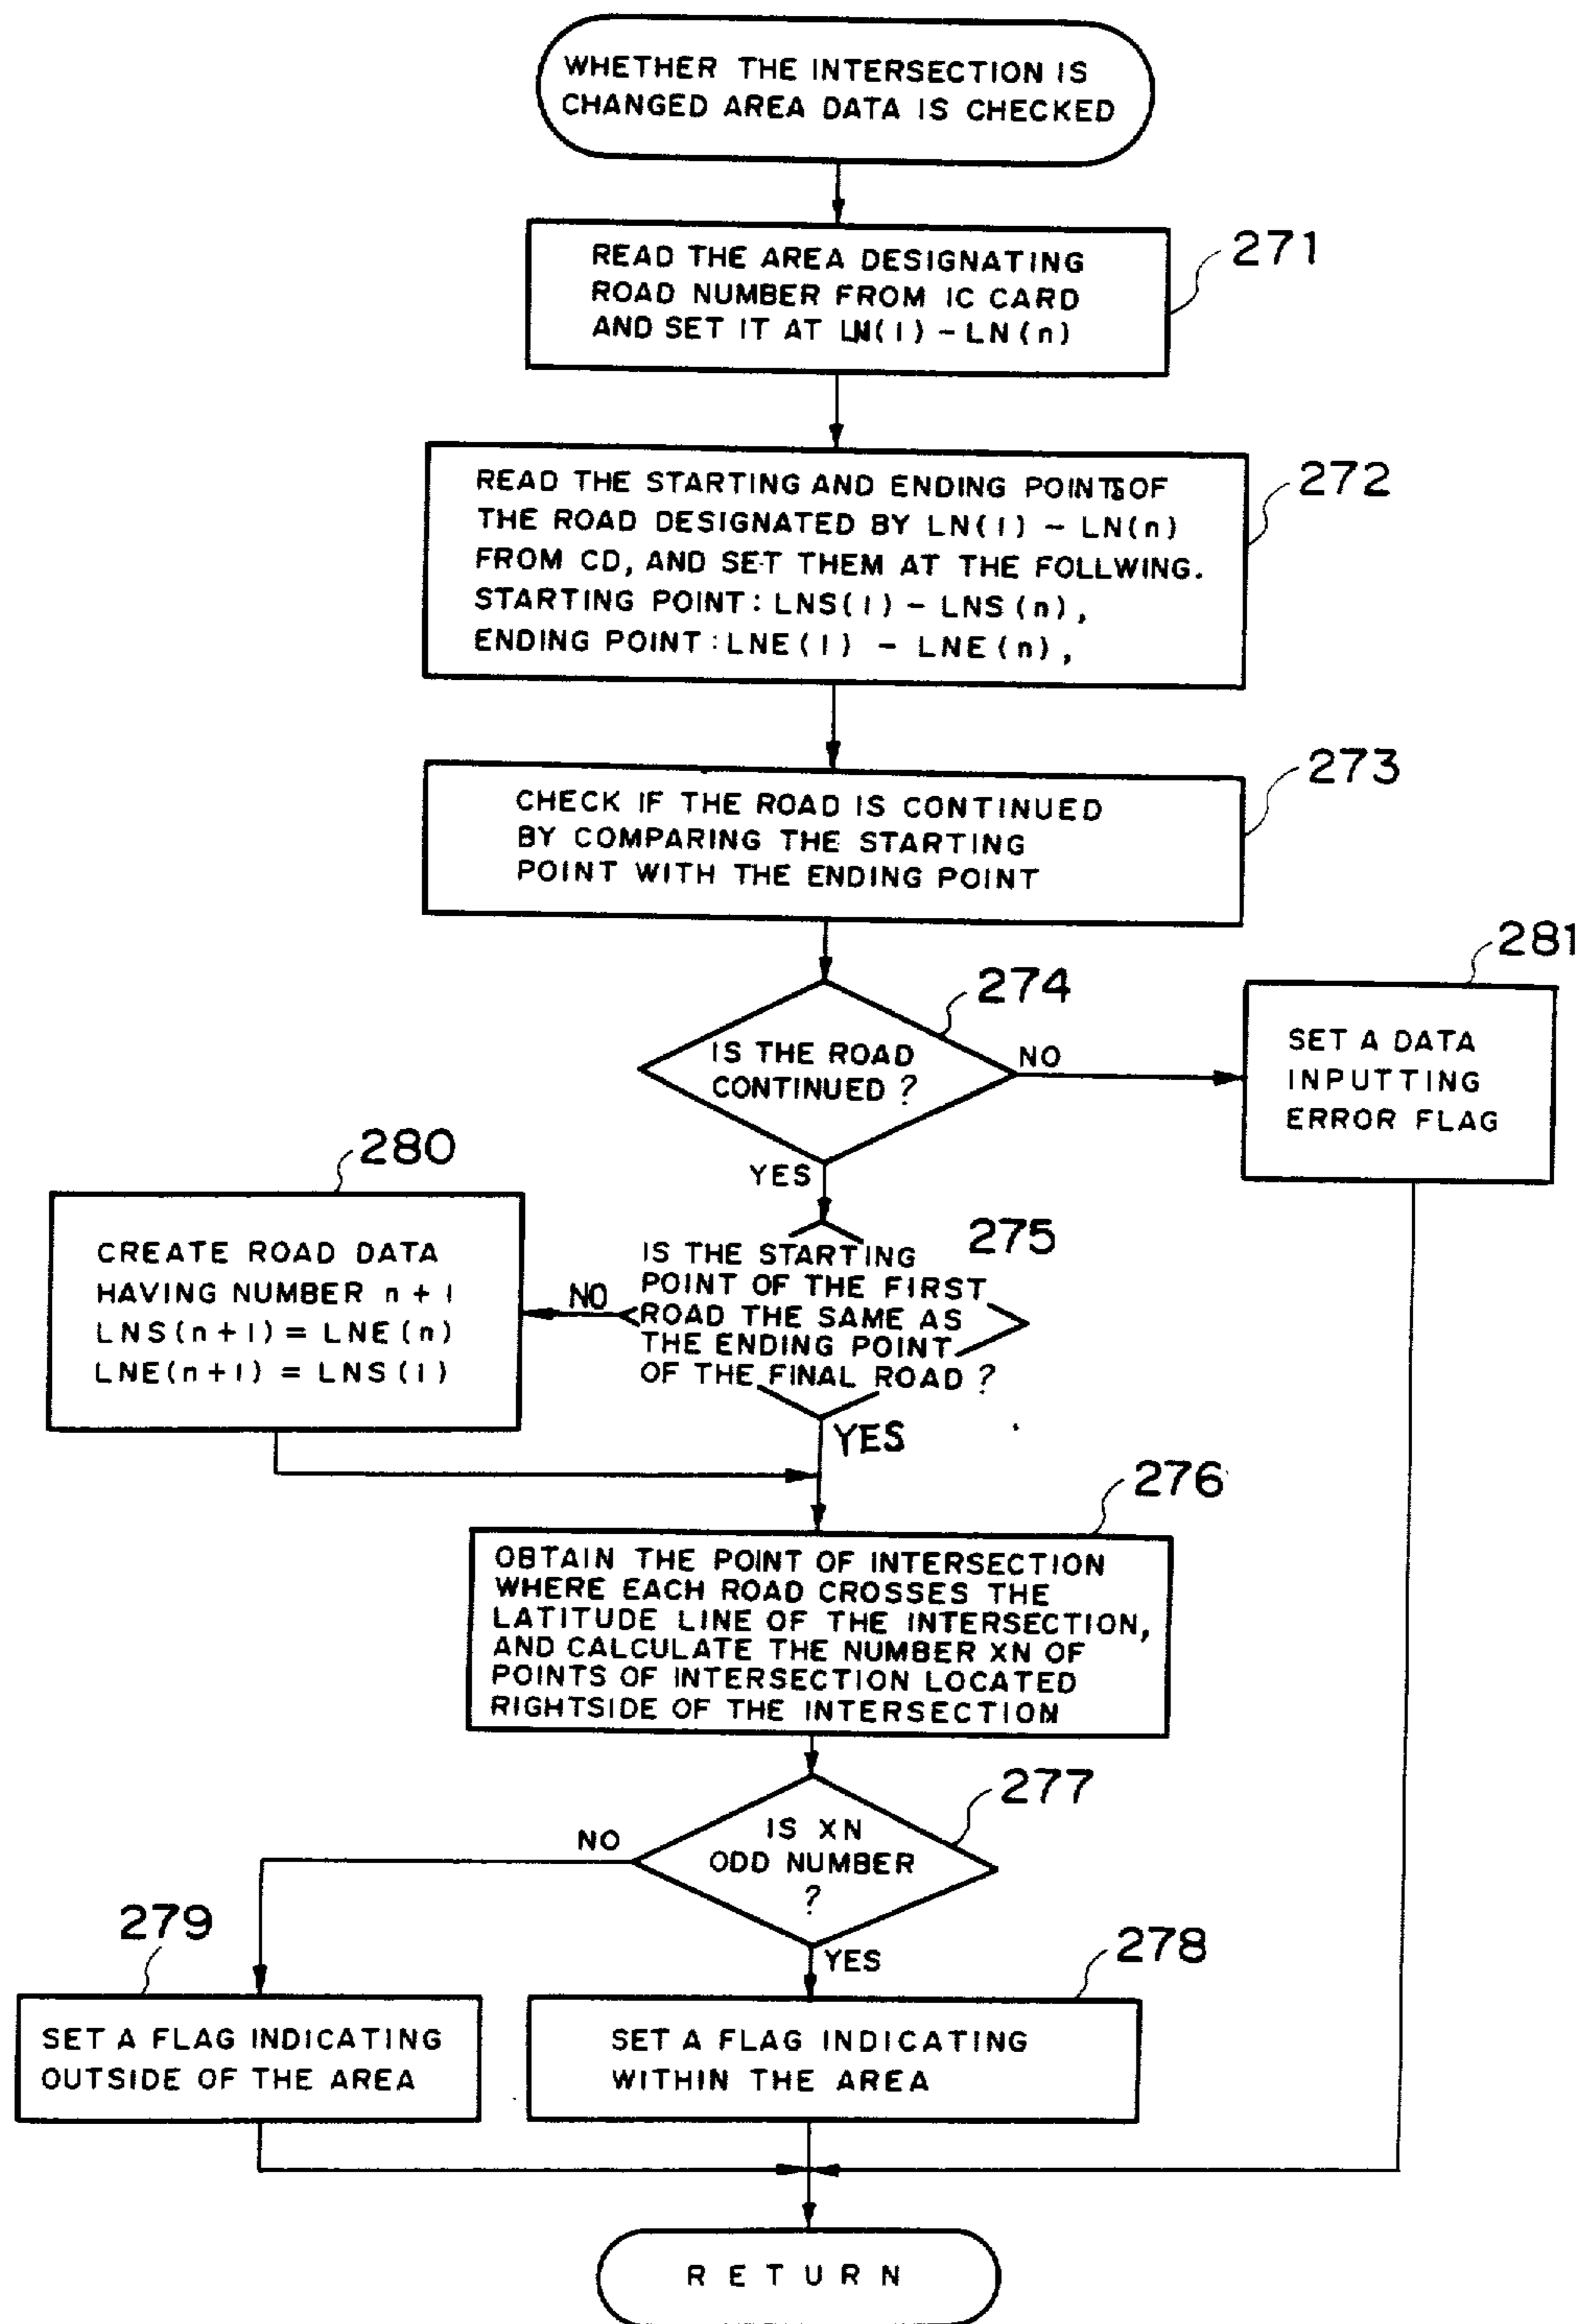 WHETHER THE INTERSECTION IS
CHANGED AREA DATA IS CHECKED
271
READ THE AREA DESIGNATING
ROAD NUMBER FROM IC CARD
AND SET IT AT LN(1) - LN(n)
272
READ THE STARTING AND ENDING POINTS OF
THE ROAD DESIGNATED BY LN(1) - LN(n)
FROM CD, AND SET THEM AT THE FOLLWING.
STARTING POINT: LNS(1) - LNS(n),
ENDING POINT: LNE(1) - LNE(n),
273
CHECK IF THE ROAD IS CONTINUED
BY COMPARING THE STARTING
POINT WITH THE ENDING POINT
274
IS THE ROAD
CONTINUED ?
NO
YES
281
SET A DATA
INPUTTING
ERROR FLAG
280
CREATE ROAD DATA
HAVING NUMBER n + 1
LNS(n+1) = LNE(n)
LNE(n+1) = LNS(1)
NO
275
IS THE STARTING
POINT OF THE FIRST
ROAD THE SAME AS
THE ENDING POINT
OF THE FINAL ROAD ?
YES
276
OBTAIN THE POINT OF INTERSECTION
WHERE EACH ROAD CROSSES THE
LATITUDE LINE OF THE INTERSECTION,
AND CALCULATE THE NUMBER XN OF
POINTS OF INTERSECTION LOCATED
RIGHTSIDE OF THE INTERSECTION
277
IS XN
ODD NUMBER
?
NO
YES
279
SET A FLAG INDICATING
OUTSIDE OF THE AREA
278
SET A FLAG INDICATING
WITHIN THE AREA
RETURN